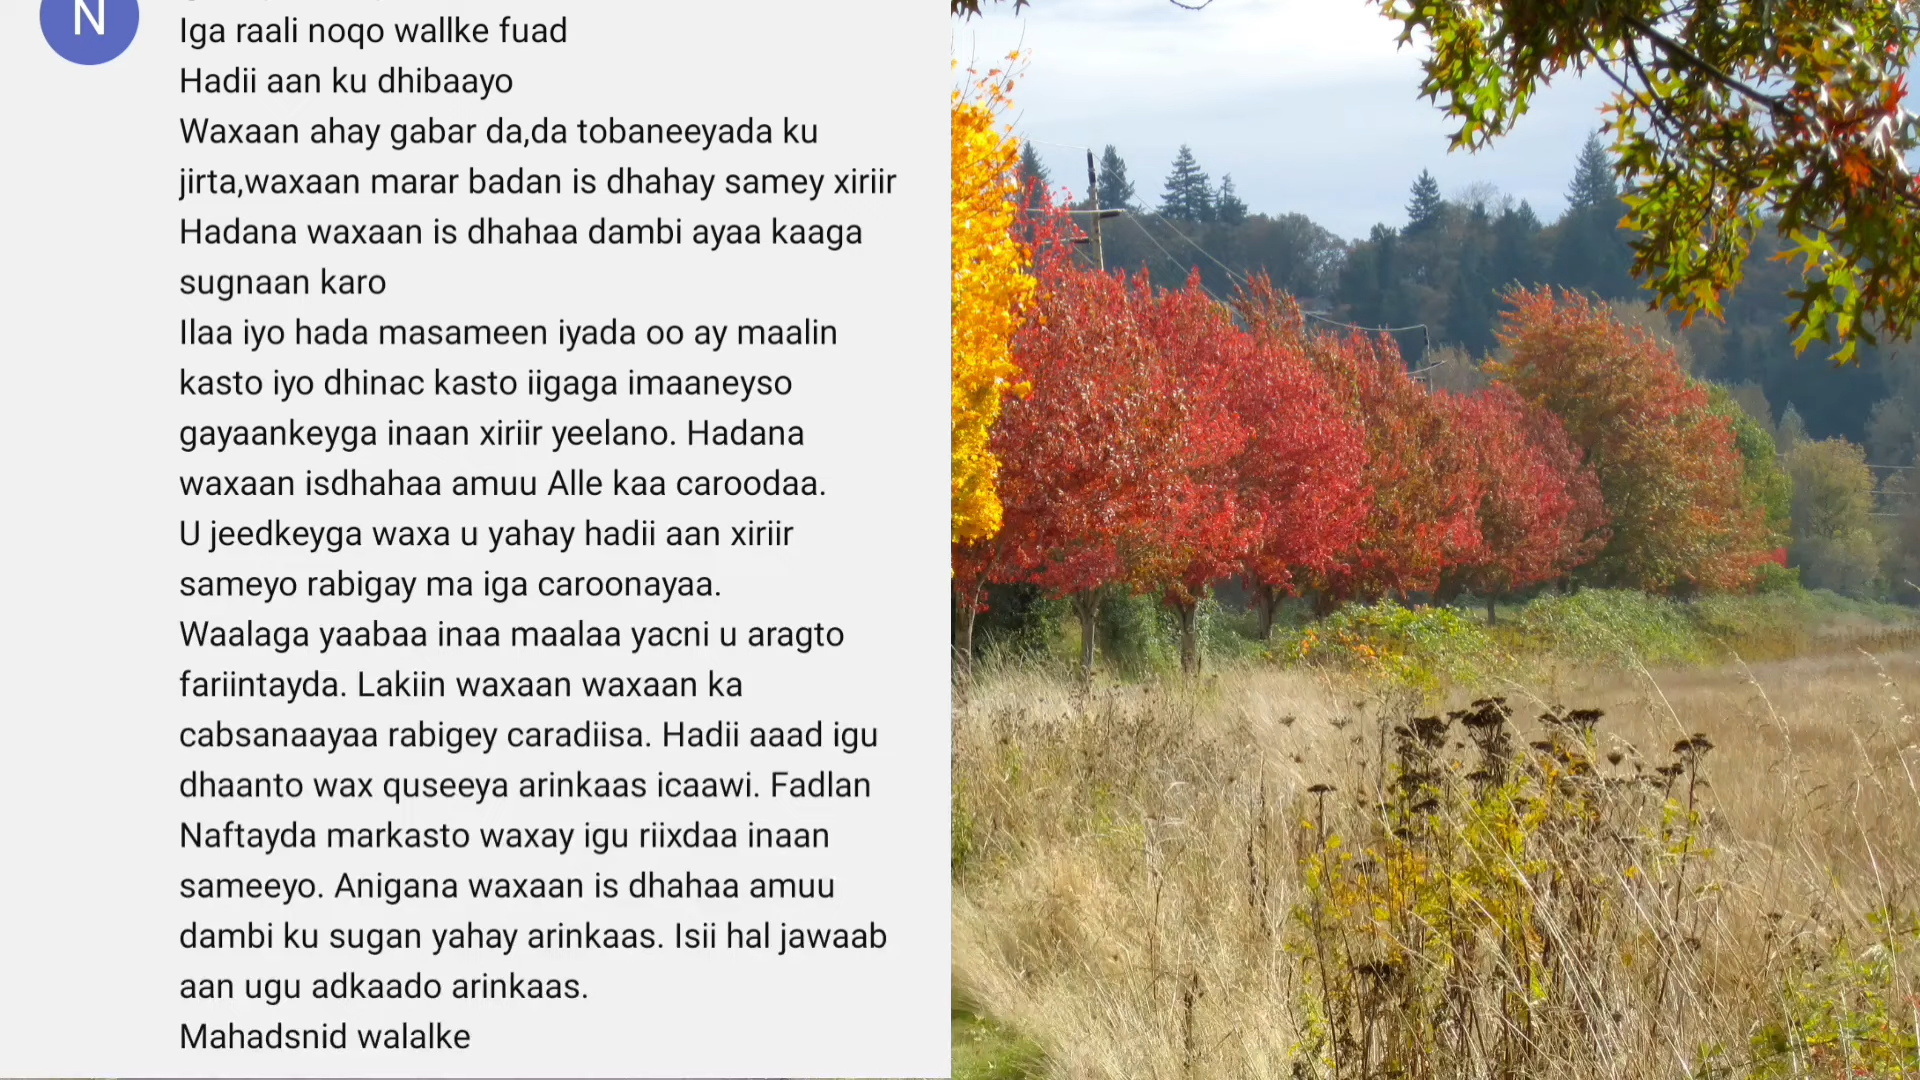 N
Iga raali noqo wallke fuad
Hadii aan ku dhibaayo
Waxaan ahay gabar da,da tobaneeyada ku
jirta,waxaan marar badan is dhahay samey xiriir
Hadana waxaan is dhahaa dambi ayaa kaaga
sugnaan karo
Ilaa iyo hada masameen iyada oo ay maalin
kasto iyo dhinac kasto iigaga imaaneyso
gayaankeyga inaan xiriir yeelano. Hadana
waxaan isdhahaa amuu Alle kaa caroodaa.
U jeedkeyga waxa u yahay hadii aan xiriir
sameyo rabigay ma iga caroonayaa.
Waalaga yaabaa inaa maalaa yacni u aragto
fariintayda. Lakiin waxaan waxaan ka
cabsanaayaa rabigey caradiisa. Hadii aaad igu
dhaanto wax quseeya arinkaas icaawi. Fadlan
Naftayda markasto waxay igu riixdaa inaan
sameeyo. Anigana waxaan is dhahaa amuu
dambi ku sugan yahay arinkaas. Isii hal jawaab
aan ugu adkaado arinkaas.
Mahadsnid walalke